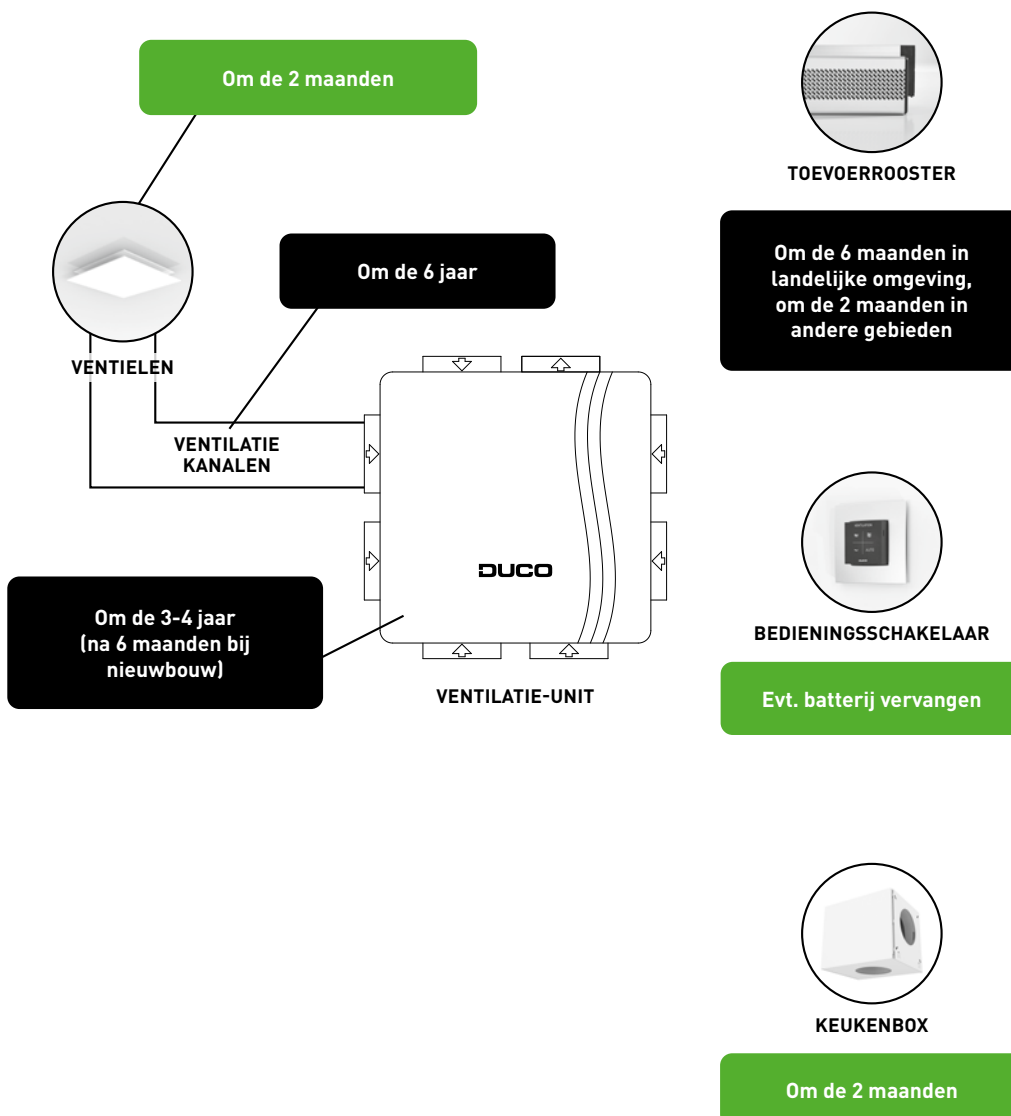 Om de 2 maanden
VENTIELEN
Om de 6 jaar
VENTILATIE
KANALEN
DUCO
Om de 3-4 jaar
(na 6 maanden bij
nieuwbouw)
VENTILATIE-UNIT
TOEVOERROOSTER
Om de 6 maanden in
landelijke omgeving,
om de 2 maanden in
andere gebieden
BEDIENINGSSCHAKELAAR
Evt. batterij vervangen
KEUKENBOX
Om de 2 maanden